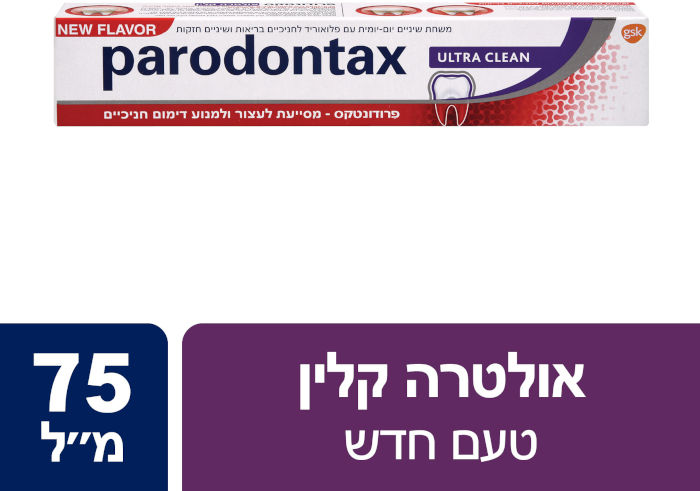 NEW FLAVOR
משחת שיניים יום-יומית עם פלואוריד לחניכיים בריאות ושיניים חזקות
parodontax
ULTRA CLEAN
gsk
פרודונטקס - מסייעת לעצור ולמנוע דימום חניכיים
75
מ״ל
אולטרה קלין
טעם חדש